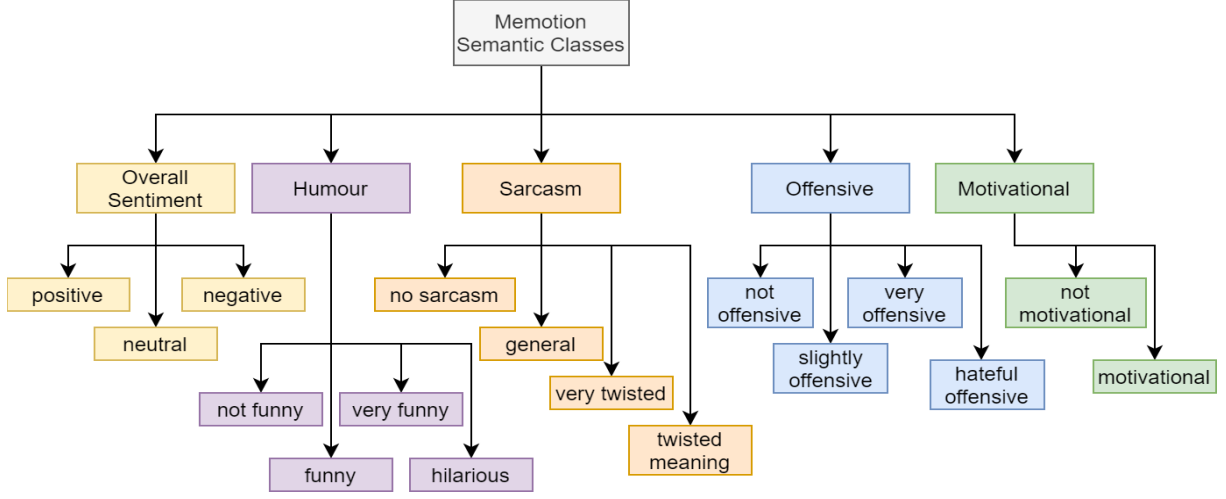 Memotion
Semantic Classes
Overall
Sentiment
Humour
Sarcasm
Offensive
Motivational
positive
negative
neutral
no sarcasm
general
very twisted
twisted
meaning
not
offensive
very
offensive
slightly
offensive
hateful
offensive
not
motivational
motivational
not funny
very funny
funny
hilarious